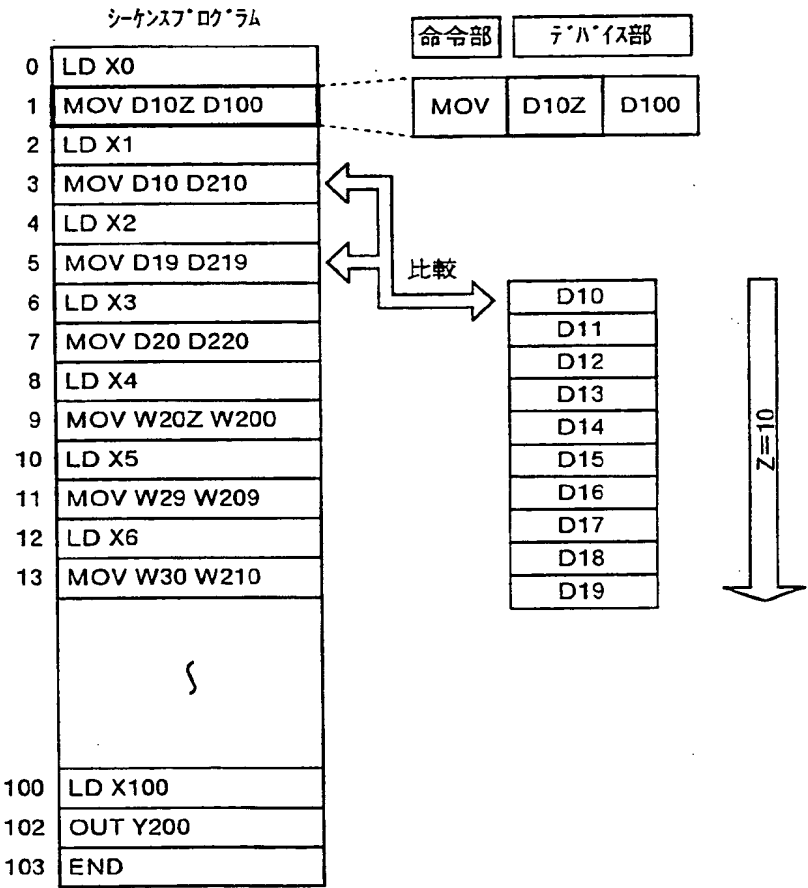 シーケンスプログラム
命令部 デバイス部
0 LD X0
1 MOV D10Z D100
MOV D10Z D100
2 LD X1
3 MOV D10 D210
4 LD X2
5 MOV D19 D219
比較
6 LD X3
7 MOV D20 D220
8 LD X4
9 MOV W20Z W200
10 LD X5
11 MOV W29 W209
12 LD X6
13 MOV W30 W210
D10
D11
D12
D13
D14
D15
D16
D17
D18
D19
Z=10
100 LD X100
102 OUT Y200
103 END